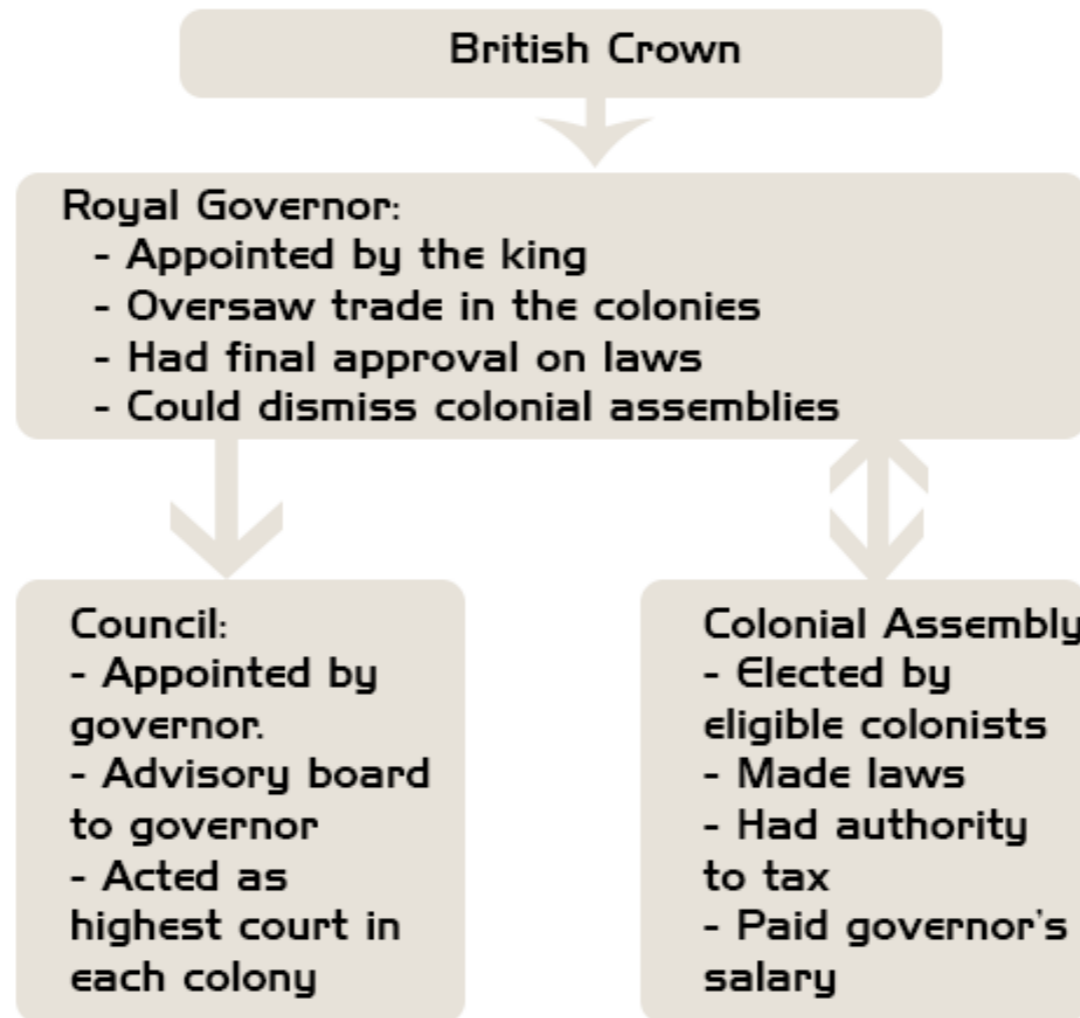 British Crown
Royal Governor:
- Appointed by the king
- Oversaw trade in the colonies
- Had final approval on laws
- Could dismiss colonial assemblies
Council:
- Appointed by
governor.
- Advisory board
to governor
- Acted as
highest court in
each colony
Colonial Assembly
- Elected by
eligible colonists
- Made laws
- Had authority
to tax
- Paid governor's
salary